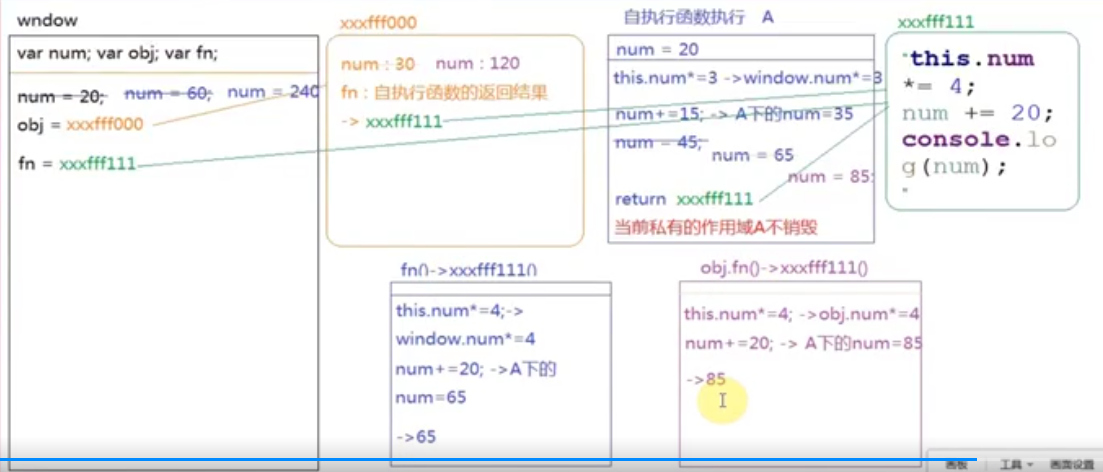 wndow
var num; var obj; var fn;
num = 20; num = 60; num = 240
obj = xxxfff000
fn = xxxfff111
xxxfff000
num : 30 num : 120
fn : 自执行函数的返回结果
-> xxxfff111
自执行函数执行 A
num = 20
this.num*=3 ->window.num*=3
num+=15; -> A下的num=35
num = 45;
num = 65
num = 85;
return xxxfff111
当前私有的作用域A不销毁
xxxfff111
"this.num
*= 4;
num += 20;
console.lo
g(num);
"
fn()->xxxfff111()
this.num*=4;->
window.num*=4
num+=20; ->A下的
num=65
->65
obj.fn()->xxxfff111()
this.num*=4; ->obj.num*=4
num+=20; -> A下的num=85
->85
画板 工具 画面设置